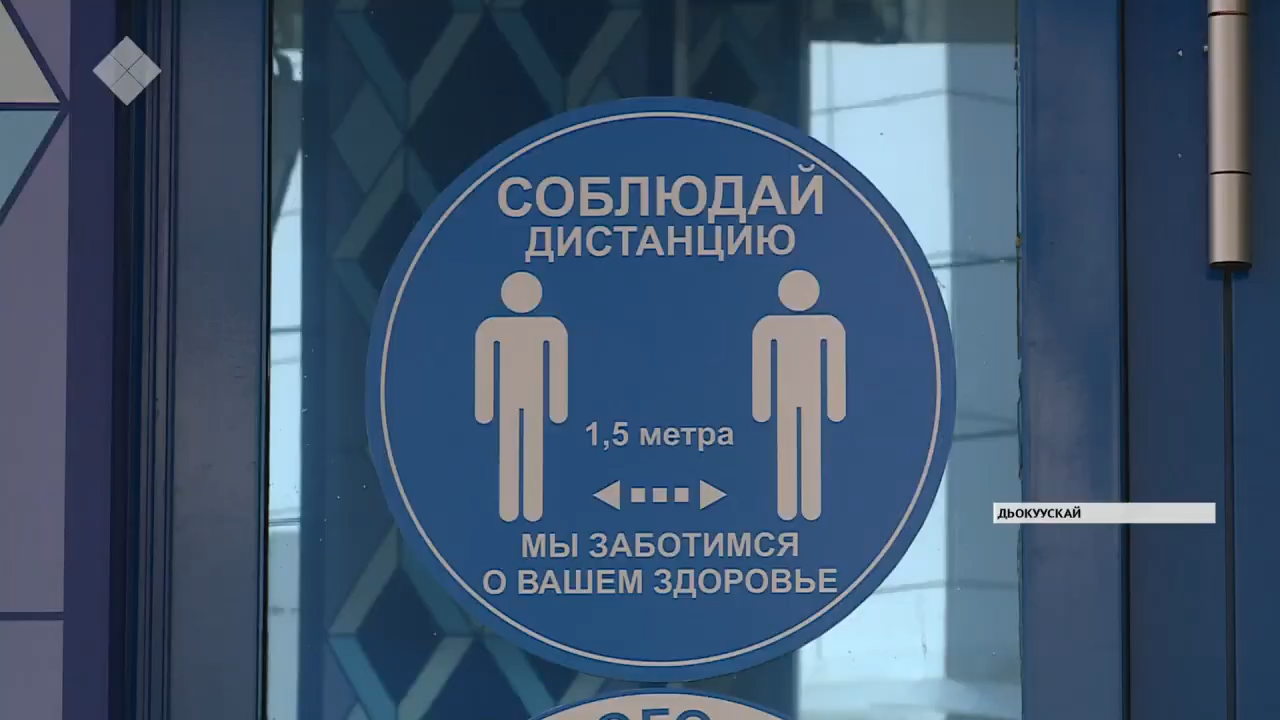 СОБЛЮДАЙ
ДИСТАНЦИЮ
1,5 метра
МЫ ЗАБОТИМСЯ
О ВАШЕМ ЗДОРОВЬЕ
ДЬОКУУСКАЙ